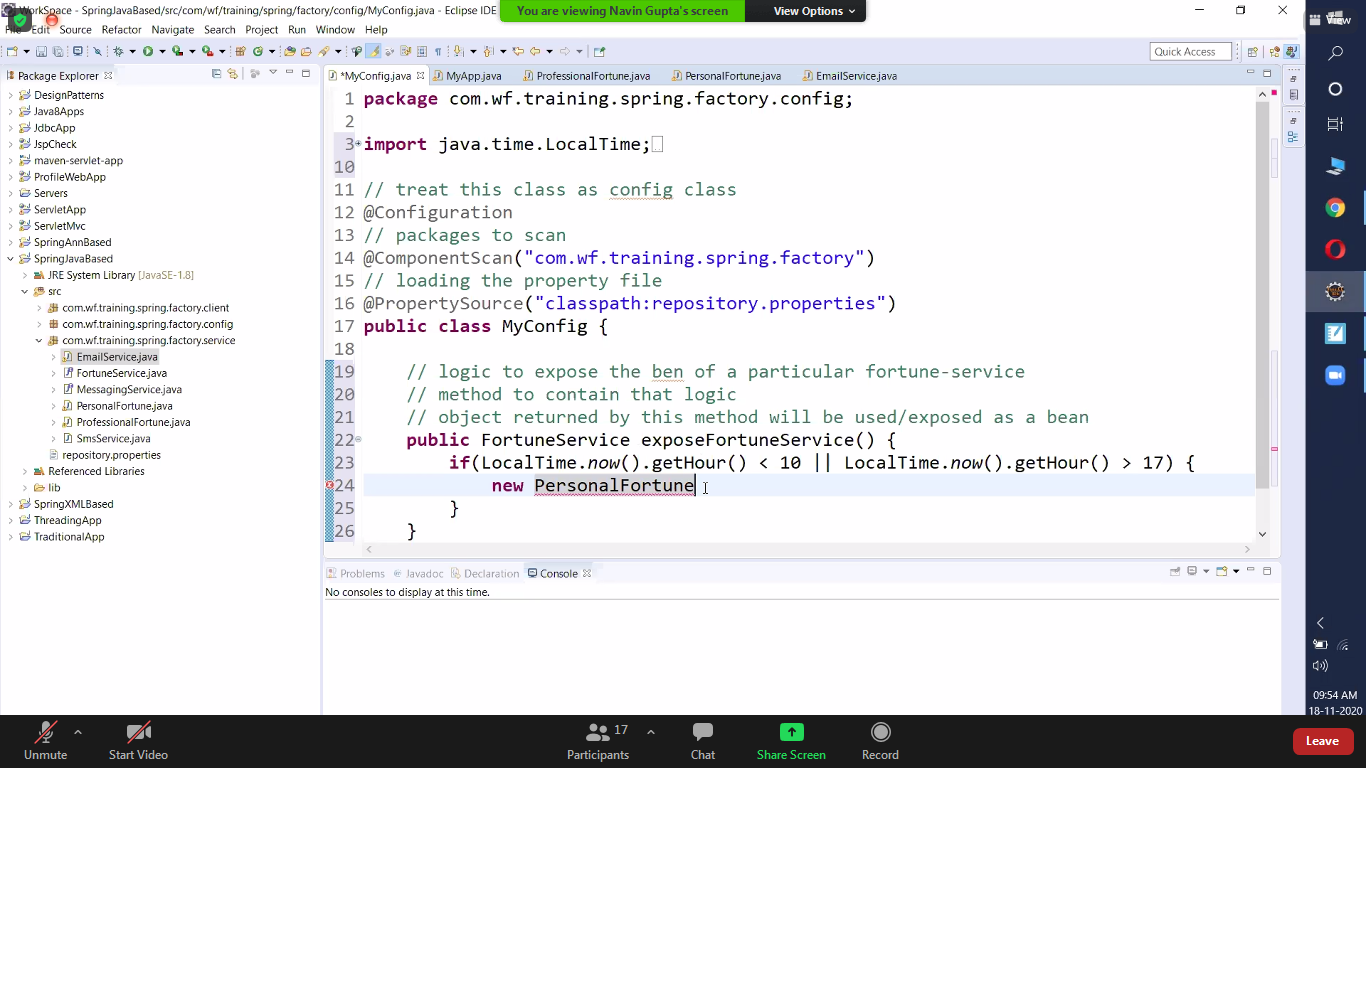 WorkSpace - SpringJavaBased/src/com/wf/training/spring/factory/config/MyConfig.java - Eclipse IDE
You are viewing Navin Gupta's screen
View Options
View
File Edit Source Refactor Navigate Search Project Run Window Help
Quick Access
Package Explorer
*MyConfig.java
MyApp.java
ProfessionalFortune.java
PersonalFortune.java
EmailService.java
DesignPatterns
Java8Apps
JdbcApp
JspCheck
maven-servlet-app
ProfileWebApp
Servers
ServletApp
ServletMvc
SpringAnnBased
SpringJavaBased
JRE System Library [JavaSE-1.8]
src
com.wf.training.spring.factory.client
com.wf.training.spring.factory.config
com.wf.training.spring.factory.service
EmailService.java
FortuneService.java
MessagingService.java
PersonalFortune.java
ProfessionalFortune.java
SmsService.java
repository.properties
Referenced Libraries
lib
SpringXMLBased
ThreadingApp
TraditionalApp
1 package com.wf.training.spring.factory.config;
2
3 import java.time.LocalTime;
10
11 // treat this class as config class
12 @Configuration
13 // packages to scan
14 @ComponentScan("com.wf.training.spring.factory")
15 // loading the property file
16 @PropertySource("classpath:repository.properties")
17 public class MyConfig {
18
19 // logic to expose the ben of a particular fortune-service
20 // method to contain that logic
21 // object returned by this method will be used/exposed as a bean
22 public FortuneService exposeFortuneService() {
23 if(LocalTime.now().getHour() < 10 || LocalTime.now().getHour() > 17) {
24 new PersonalFortune
25 }
26 }
Problems
@ Javadoc
Declaration
Console
No consoles to display at this time.
09:54 AM
18-11-2020
Unmute
Start Video
17
Participants
Chat
Share Screen
Record
Leave